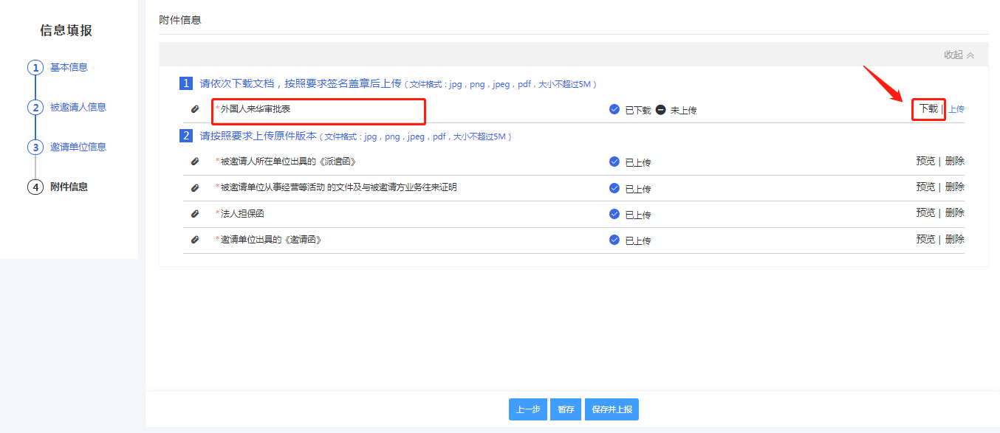 信息填报
1 基本信息
2 被邀请人信息
3 邀请单位信息
4 附件信息
附件信息
收起
1 请依次下载文档，按照要求签名盖章后上传（文件格式：jpg，png，jpeg，pdf，大小不超过5M）
*外国人来华审批表 已下载 未上传 下载 | 上传
2 请按照要求上传原件版本（文件格式：jpg，png，jpeg，pdf，大小不超过5M）
*被邀请人所在单位出具的《派遣函》 已上传 预览 | 删除
*被邀请单位从事经营等活动 的文件及与被邀请方业务往来证明 已上传 预览 | 删除
*法人担保函 已上传 预览 | 删除
*邀请单位出具的《邀请函》 已上传 预览 | 删除
上一步 暂存 保存并上报